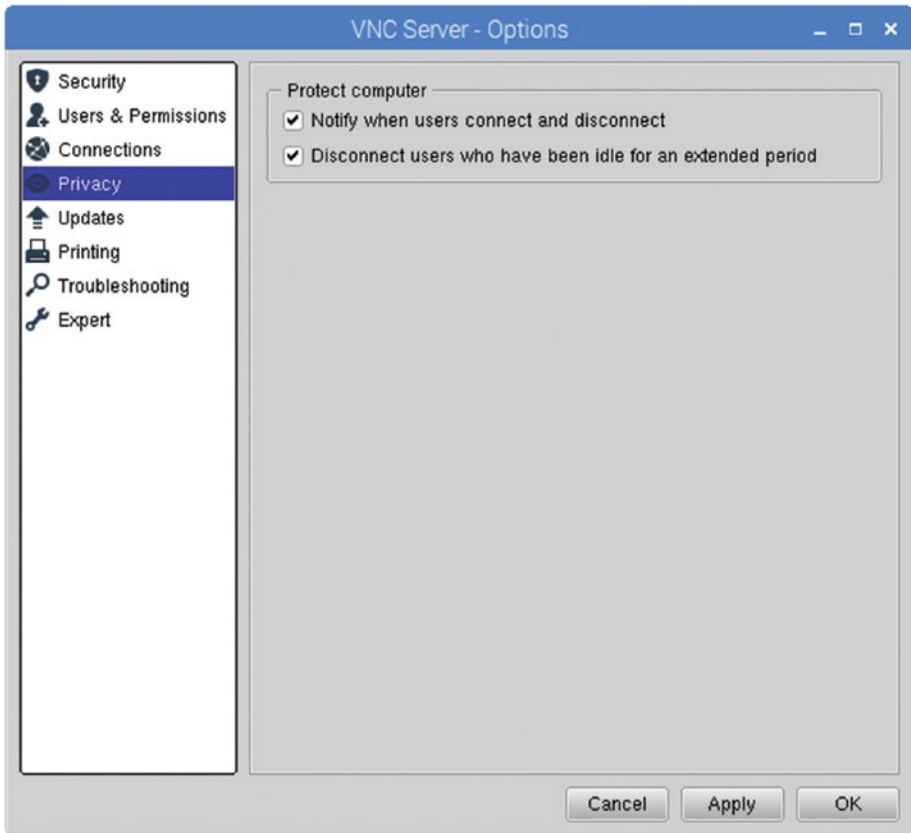 VNC Server - Options
Security
Users & Permissions
Connections
Privacy
Updates
Printing
Troubleshooting
Expert
Protect computer
Notify when users connect and disconnect
Disconnect users who have been idle for an extended period
Cancel
Apply
OK